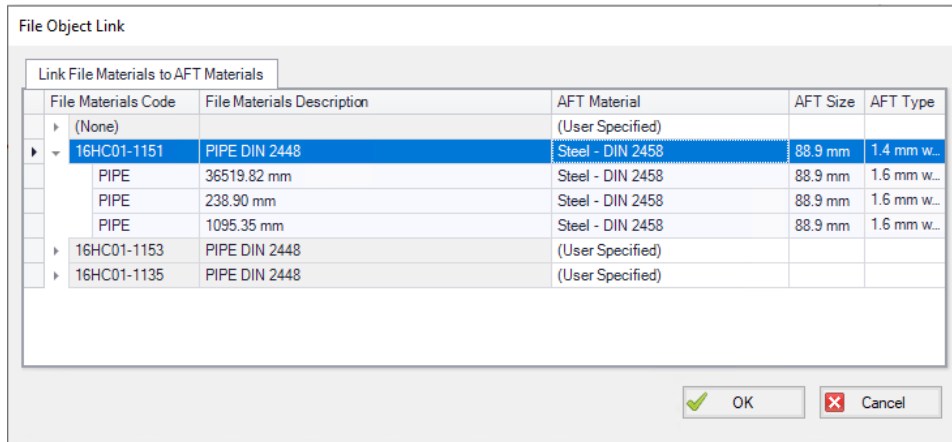 File Object Link
Link File Materials to AFT Materials
File Materials Code File Materials Description AFT Material AFT Size AFT Type
(None) (User Specified)
16HC01-1151 PIPE DIN 2448 Steel - DIN 2458 88.9 mm 1.4 mm w...
PIPE 36519.82 mm Steel - DIN 2458 88.9 mm 1.6 mm w...
PIPE 238.90 mm Steel - DIN 2458 88.9 mm 1.6 mm w...
PIPE 1095.35 mm Steel - DIN 2458 88.9 mm 1.6 mm w...
16HC01-1153 PIPE DIN 2448 (User Specified)
16HC01-1135 PIPE DIN 2448 (User Specified)
OK Cancel